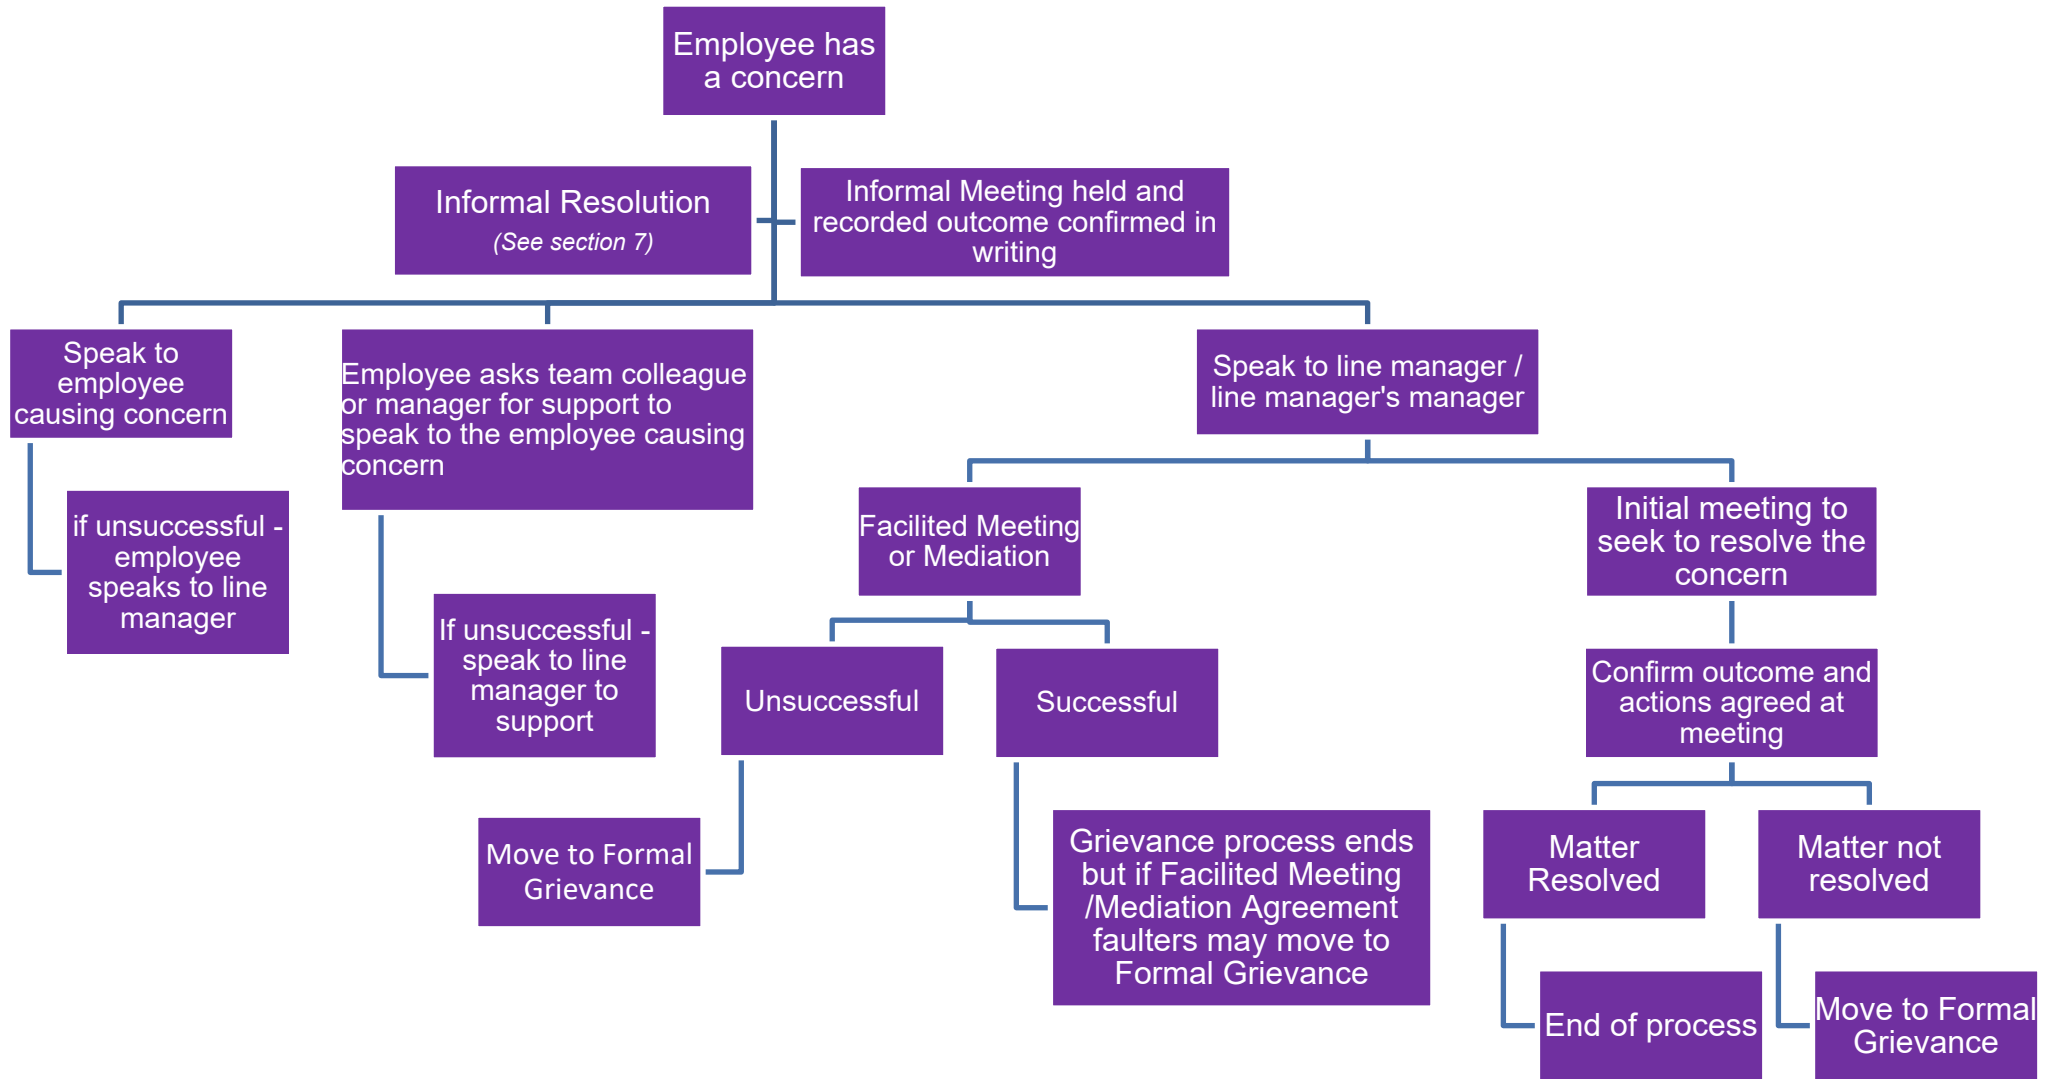 Employee has
a concern
Informal Resolution
(See section 7)
Informal Meeting held and
recorded outcome confirmed in
writing
Speak to
employee
causing concern
Employee asks team colleague
or manager for support to
speak to the employee causing
concern
Speak to line manager /
line manager's manager
if unsuccessful -
employee
speaks to line
manager
If unsuccessful -
speak to line
manager to
support
Facilited Meeting
or Mediation
Initial meeting to
seek to resolve the
concern
Unsuccessful
Successful
Confirm outcome and
actions agreed at
meeting
Move to Formal
Grievance
Grievance process ends
but if Facilited Meeting
/Mediation Agreement
faulters may move to
Formal Grievance
Matter
Resolved
Matter not
resolved
End of process
Move to Formal
Grievance